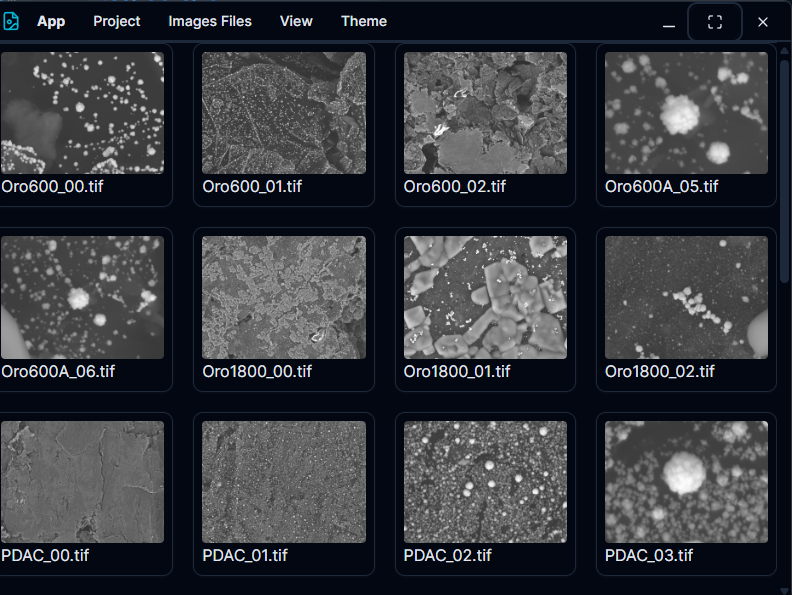 App Project Images Files View Theme
Oro600_00.tif Oro600_01.tif Oro600_02.tif Oro600A_05.tif
Oro600A_06.tif Oro1800_00.tif Oro1800_01.tif Oro1800_02.tif
PDAC_00.tif PDAC_01.tif PDAC_02.tif PDAC_03.tif